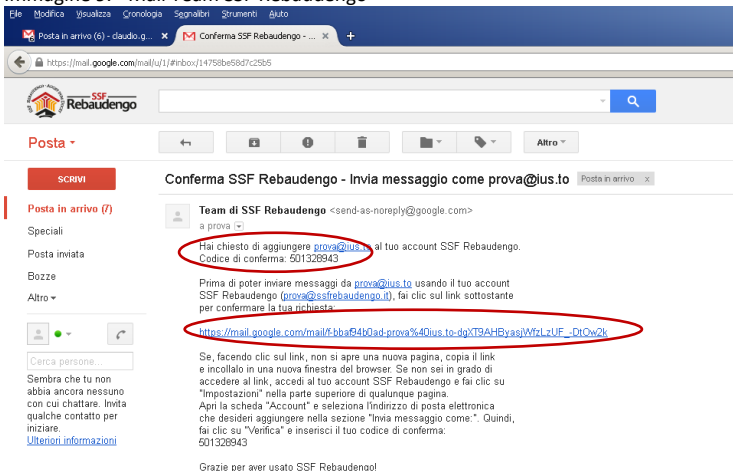 Immagine 5: Mail Team SSF Rebaudengo
File Modifica Visualizza Cronologia Segnalibri Strumenti Aiuto
Posta in arrivo (6) - claudio.g... × Conferma SSF Rebaudengo - ... × +
https://mail.google.com/mail/u/1/#inbox/14758be58d7c25b5
SSF
Rebaudengo
Posta
Altro
SCRIVI
Conferma SSF Rebaudengo - Invia messaggio come prova@ius.to Posta in arrivo x
Posta in arrivo (7)
Speciali
Posta inviata
Bozze
Altro
Team di SSF Rebaudengo <send-as-noreply@google.com>
a prova
Hai chiesto di aggiungere prova@ius.to al tuo account SSF Rebaudengo.
Codice di conferma: 501328943
Prima di poter inviare messaggi da prova@ius.to usando il tuo account
SSF Rebaudengo (prova@ssfrebaudengo.it), fai clic sul link sottostante
per confermare la tua richiesta:
https://mail.google.com/mail/f-bbaf94b0ad-prova%40ius.to-dgXT9AHByasjWfzLzUF_-DtOw2k
Se, facendo clic sul link, non si apre una nuova pagina, copia il link
e incollalo in una nuova finestra del browser. Se non sei in grado di
accedere al link, accedi al tuo account SSF Rebaudengo e fai clic su
"Impostazioni" nella parte superiore di qualunque pagina.
Apri la scheda "Account" e seleziona l'indirizzo di posta elettronica
che desideri aggiungere nella sezione "Invia messaggio come:". Quindi,
fai clic su "Verifica" e inserisci il tuo codice di conferma:
501328943
Grazie per aver usato SSF Rebaudengo!
Cerca persone...
Sembra che tu non
abbia ancora nessuno
con cui chattare. Invita
qualche contatto per
iniziare.
Ulteriori informazioni